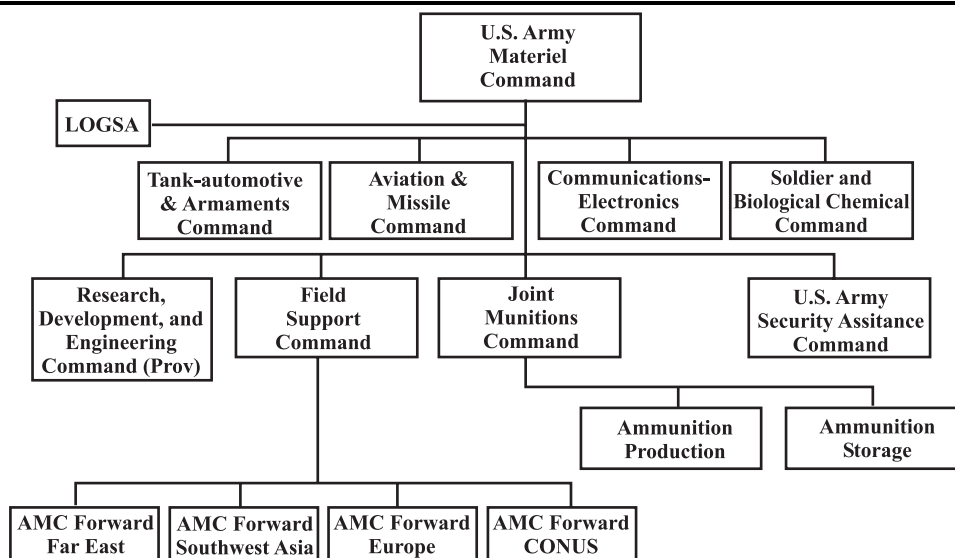 U.S. Army
Materiel
Command
LOGSA
Tank-automotive
& Armaments
Command
Aviation &
Missile
Command
Communications-
Electronics
Command
Soldier and
Biological Chemical
Command
Research,
Development, and
Engineering
Command (Prov)
Field
Support
Command
Joint
Munitions
Command
U.S. Army
Security Assitance
Command
Ammunition
Production
Ammunition
Storage
AMC Forward
Far East
AMC Forward
Southwest Asia
AMC Forward
Europe
AMC Forward
CONUS